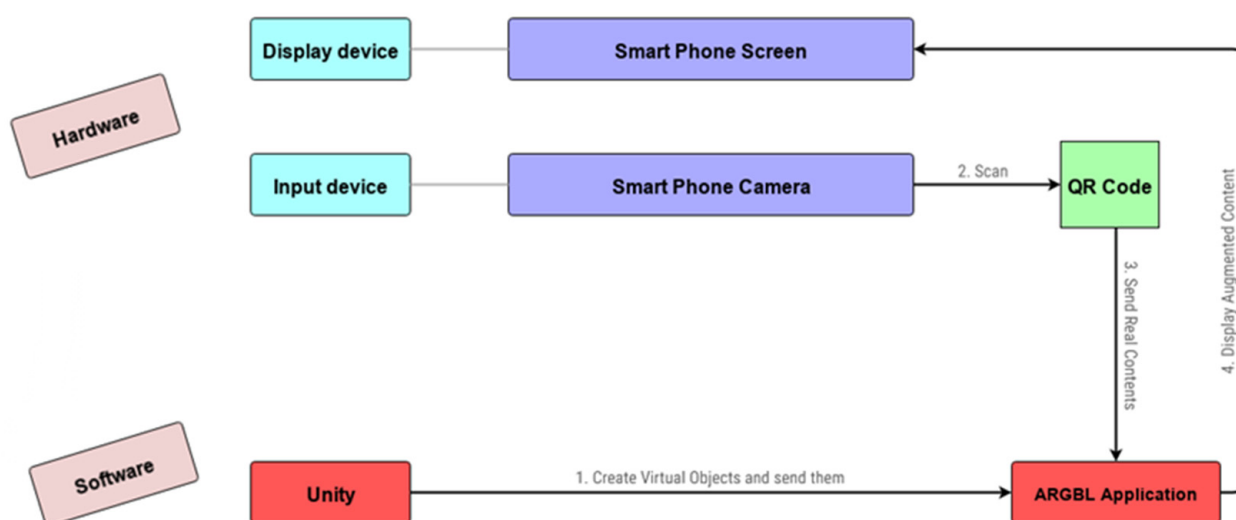 Display device
Smart Phone Screen
Hardware
Input device
Smart Phone Camera
2. Scan
QR Code
3. Send Real Contents
4. Display Augmented Content
Software
Unity
1. Create Virtual Objects and send them
ARGBL Application